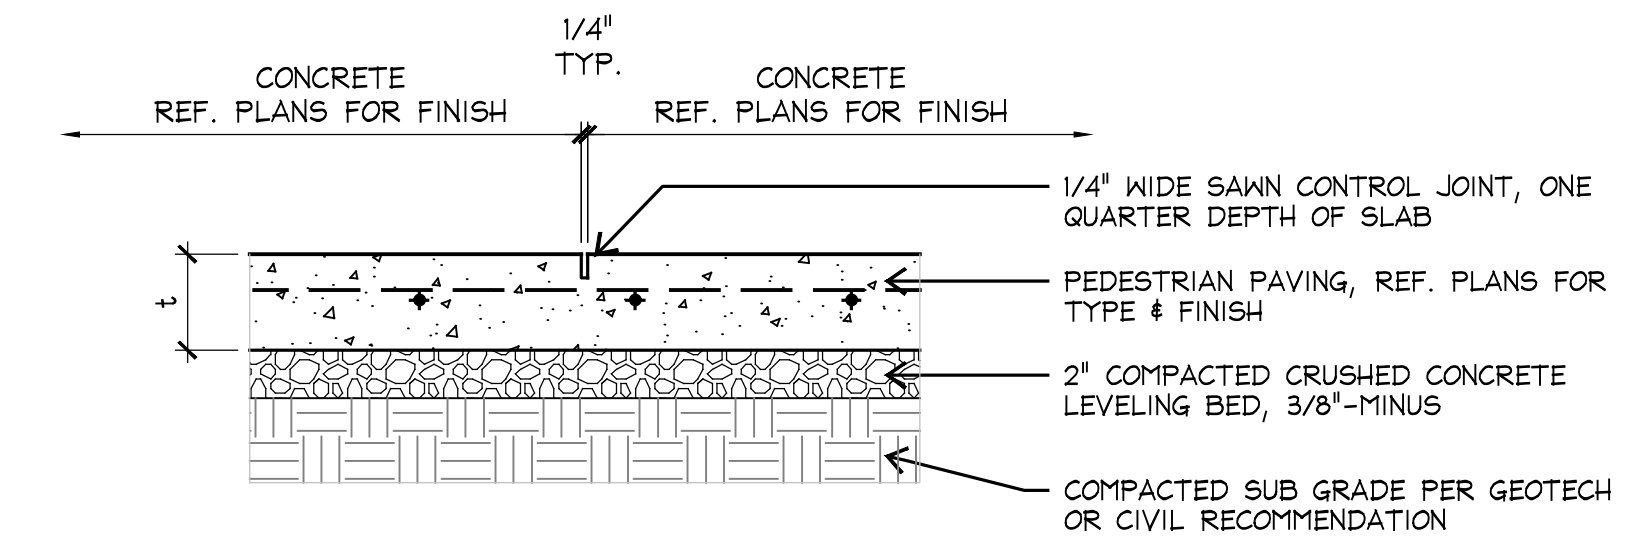 1/4"
TYP.
CONCRETE
REF. PLANS FOR FINISH
CONCRETE
REF. PLANS FOR FINISH
1/4" WIDE SAWN CONTROL JOINT, ONE
QUARTER DEPTH OF SLAB
t
PEDESTRIAN PAVING, REF. PLANS FOR
TYPE & FINISH
2" COMPACTED CRUSHED CONCRETE
LEVELING BED, 3/8"-MINUS
COMPACTED SUB GRADE PER GEOTECH
OR CIVIL RECOMMENDATION